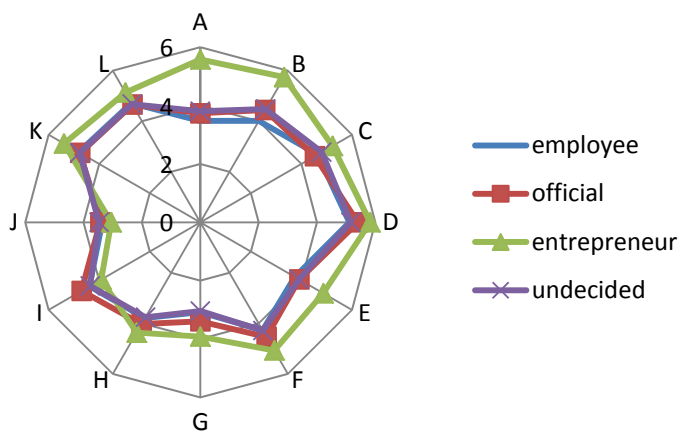 A
B
C
D
E
F
G
H
I
J
K
L
6
4
2
0
employee
official
entrepreneur
undecided